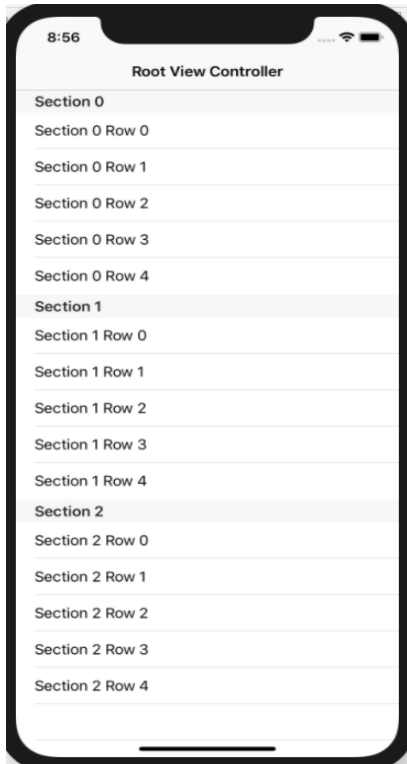 8:56
Root View Controller
Section 0
Section 0 Row 0
Section 0 Row 1
Section 0 Row 2
Section 0 Row 3
Section 0 Row 4
Section 1
Section 1 Row 0
Section 1 Row 1
Section 1 Row 2
Section 1 Row 3
Section 1 Row 4
Section 2
Section 2 Row 0
Section 2 Row 1
Section 2 Row 2
Section 2 Row 3
Section 2 Row 4